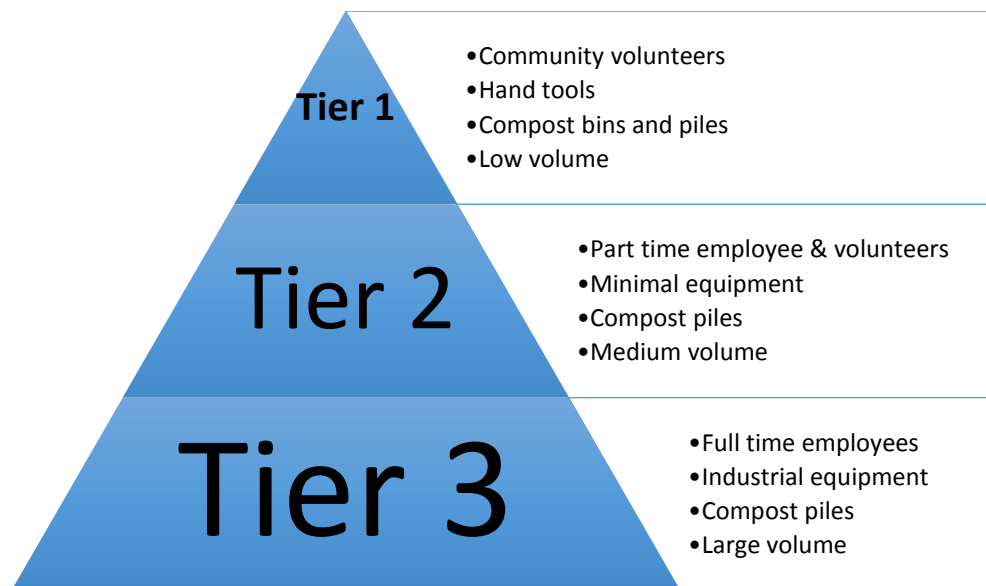 Tier 1
•Community volunteers
•Hand tools
•Compost bins and piles
•Low volume
Tier 2
•Part time employee & volunteers
•Minimal equipment
•Compost piles
•Medium volume
Tier 3
•Full time employees
•Industrial equipment
•Compost piles
•Large volume